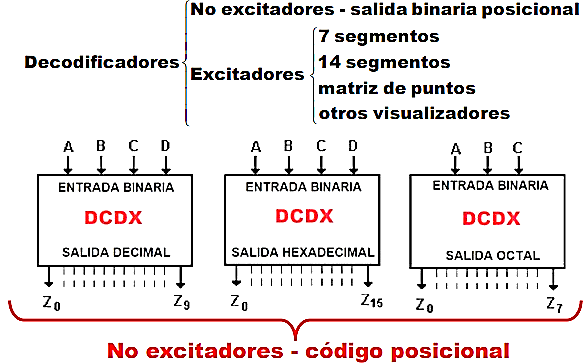 No excitadores - salida binaria posicional
Decodificadores
Excitadores
7 segmentos
14 segmentos
matriz de puntos
otros visualizadores
A B C D
ENTRADA BINARIA
DCDX
SALIDA DECIMAL
Z0 Z9
A B C D
ENTRADA BINARIA
DCDX
SALIDA HEXADECIMAL
Z0 Z15
A B C
ENTRADA BINARIA
DCDX
SALIDA OCTAL
Z0 Z7
No excitadores - código posicional